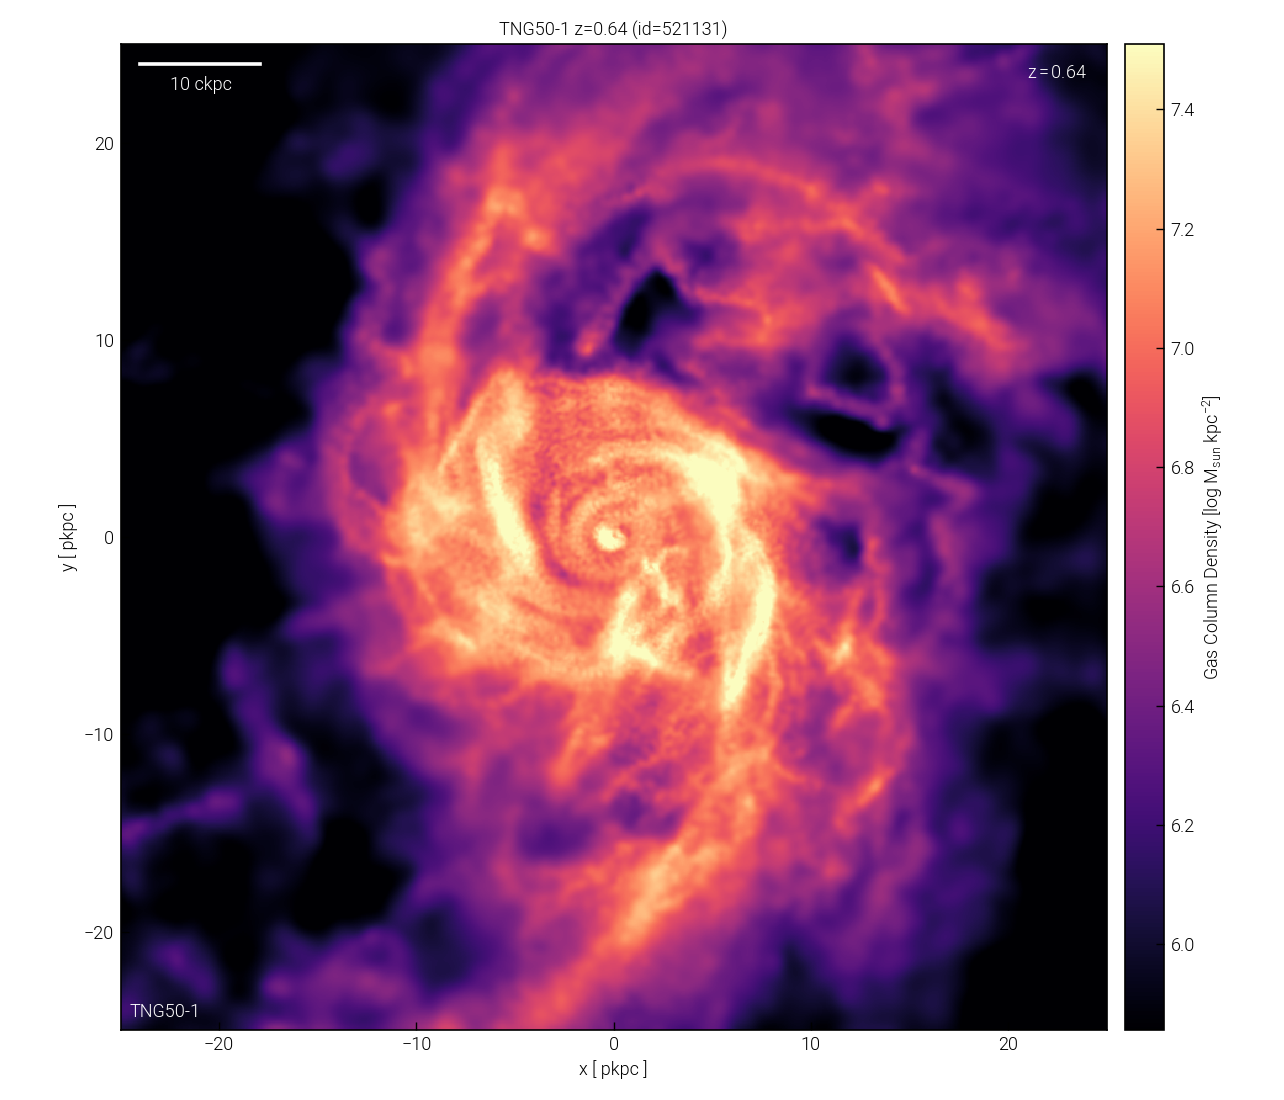 TNG50-1 z=0.64 (id=521131)
10 ckpc
z=0.64
TNG50-1
20
10
0
−10
−20
y [ pkpc ]
−20
−10
0
10
20
x [ pkpc ]
7.4
7.2
7.0
6.8
6.6
6.4
6.2
6.0
Gas Column Density [log M_sun kpc^−2]